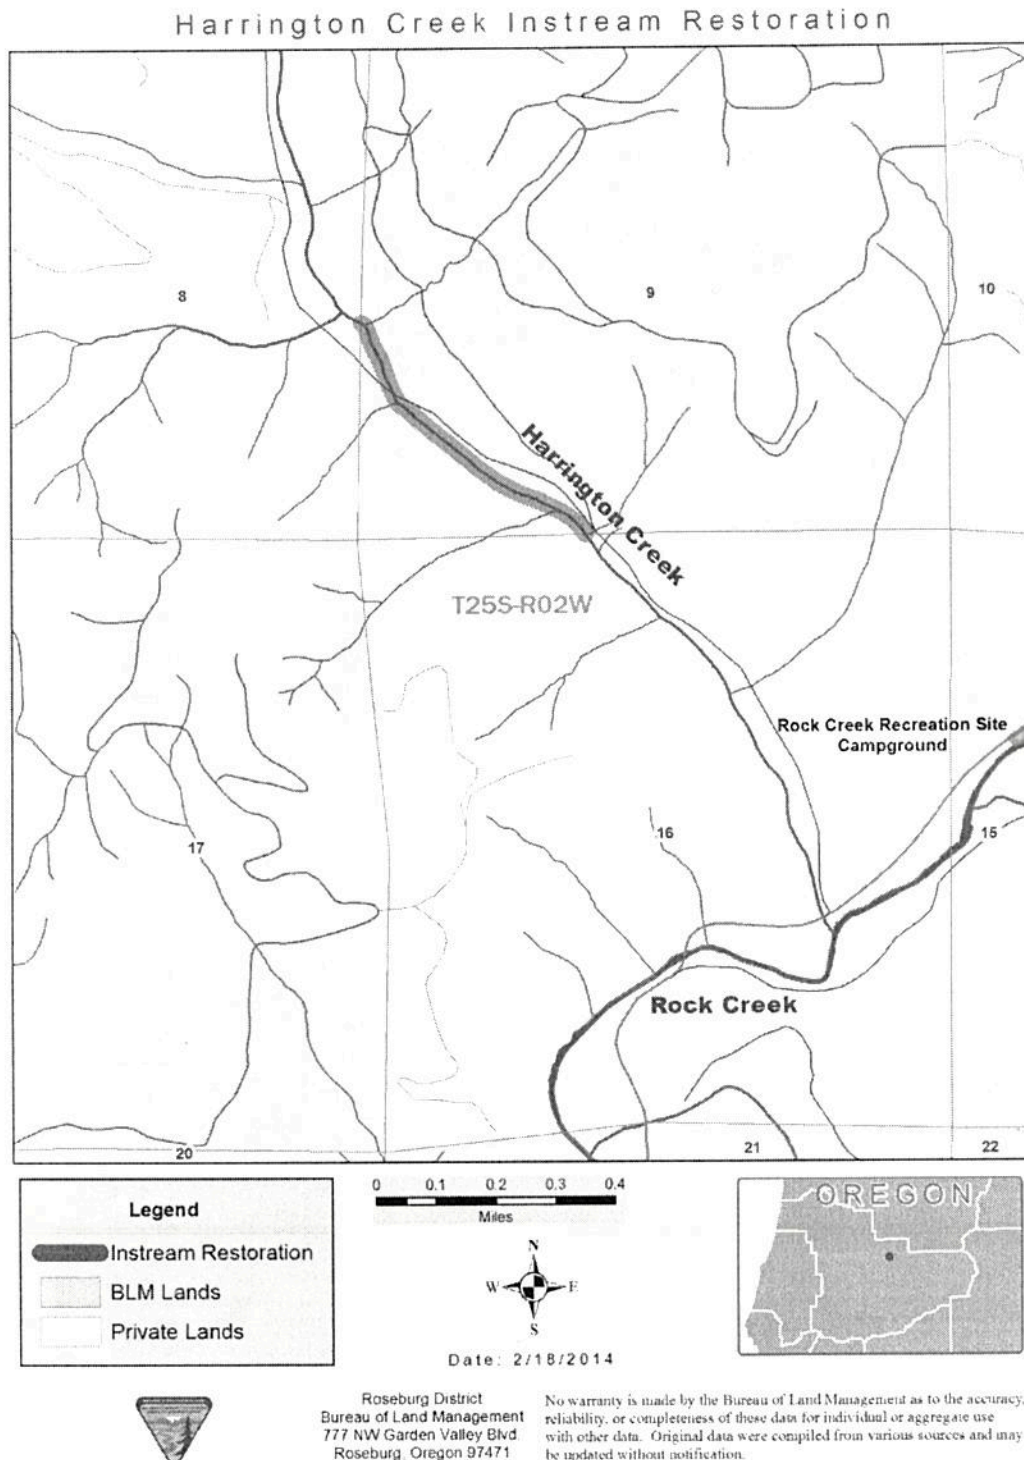 Harrington Creek Instream Restoration
8
9
10
Harrington Creek
T25S-R02W
Rock Creek Recreation Site
Campground
17
16
15
Rock Creek
20
21
22
Legend
Instream Restoration
BLM Lands
Private Lands
0 0.1 0.2 0.3 0.4
Miles
N
W E
S
Date: 2/18/2014
OREGON
Roseburg District
Bureau of Land Management
777 NW Garden Valley Blvd.
Roseburg, Oregon 97471
No warranty is made by the Bureau of Land Management as to the accuracy,
reliability, or completeness of these data for individual or aggregate use
with other data. Original data were compiled from various sources and may
be updated without notification.